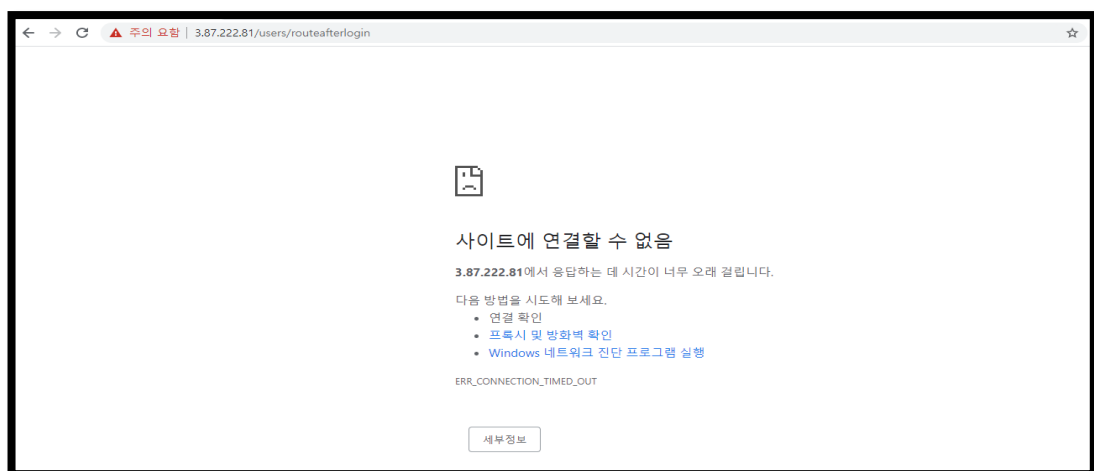 주의 요함 | 3.87.222.81/users/routeafterlogin
사이트에 연결할 수 없음
3.87.222.81에서 응답하는 데 시간이 너무 오래 걸립니다.
다음 방법을 시도해 보세요.
• 연결 확인
• 프록시 및 방화벽 확인
• Windows 네트워크 진단 프로그램 실행
ERR_CONNECTION_TIMED_OUT
세부정보